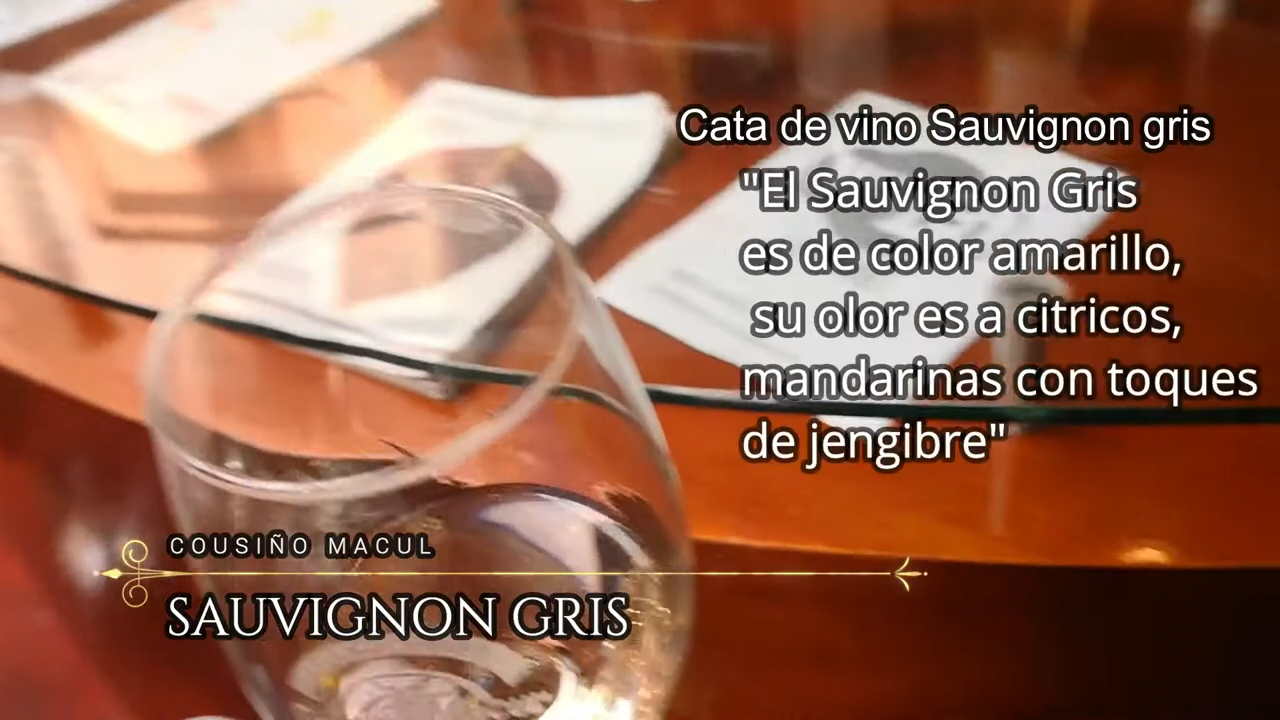 Cata de vino Sauvignon gris
"El Sauvignon Gris
es de color amarillo,
su olor es a citricos,
mandarinas con toques
de jengibre"
COUSIÑO MACUL
SAUVIGNON GRIS